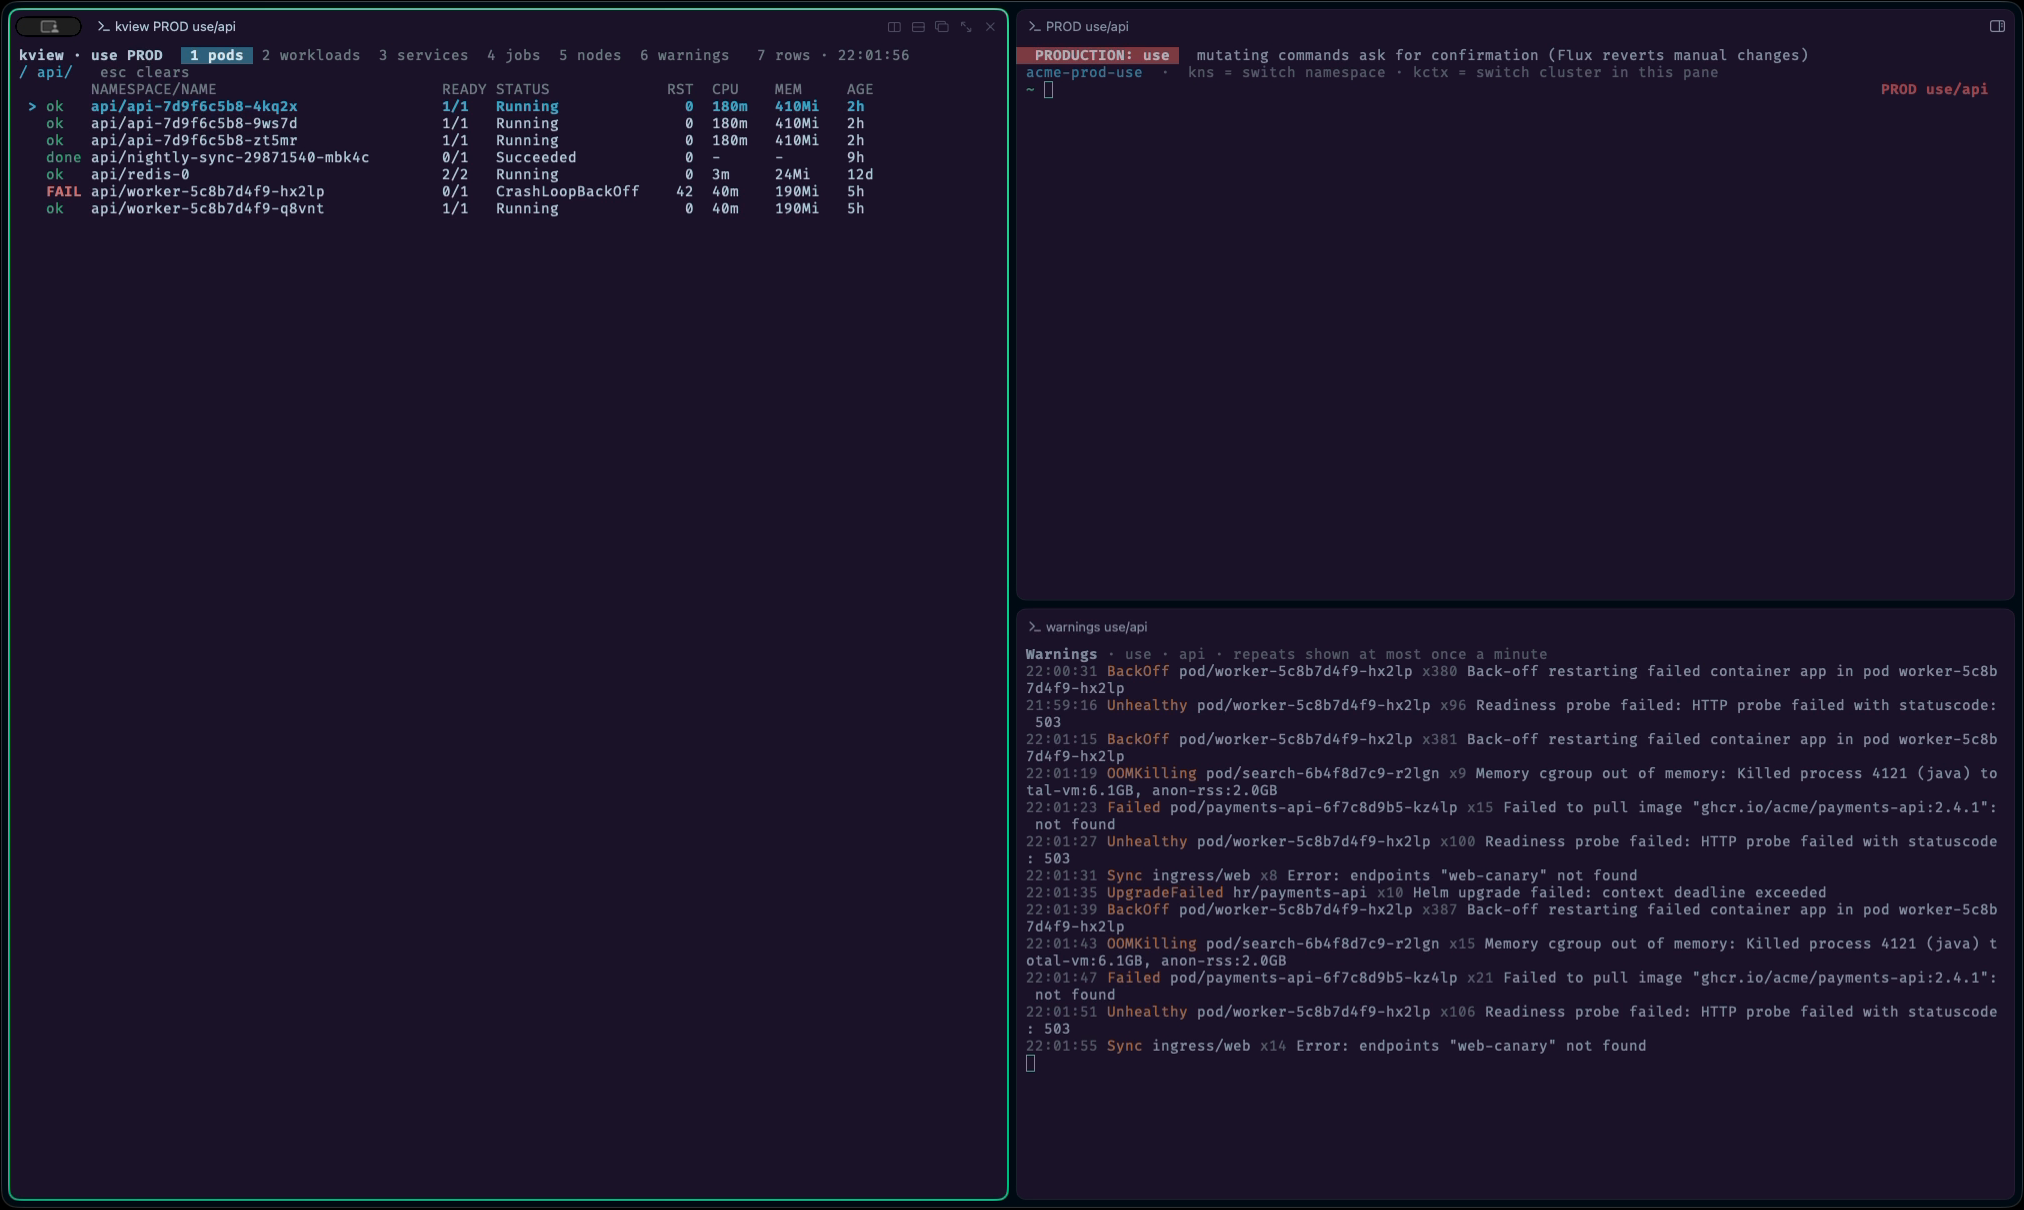 >_ kview PROD use/api
kview · use PROD  1 pods  2 workloads  3 services  4 jobs  5 nodes  6 warnings  7 rows · 22:01:56
/ api/  esc clears
NAMESPACE/NAME  READY  STATUS  RST  CPU  MEM  AGE
> ok  api/api-7d9f6c5b8-4kq2x  1/1  Running  0  180m  410Mi  2h
ok  api/api-7d9f6c5b8-9ws7d  1/1  Running  0  180m  410Mi  2h
ok  api/api-7d9f6c5b8-zt5mr  1/1  Running  0  180m  410Mi  2h
done  api/nightly-sync-29871540-mbk4c  0/1  Succeeded  0  -  -  9h
ok  api/redis-0  2/2  Running  0  3m  24Mi  12d
FAIL  api/worker-5c8b7d4f9-hx2lp  0/1  CrashLoopBackOff  42  40m  190Mi  5h
ok  api/worker-5c8b7d4f9-q8vnt  1/1  Running  0  40m  190Mi  5h
>_ PROD use/api
PRODUCTION: use  mutating commands ask for confirmation (Flux reverts manual changes)
acme-prod-use  ·  kns = switch namespace · kctx = switch cluster in this pane
~  PROD use/api
>_ warnings use/api
Warnings · use · api · repeats shown at most once a minute
22:00:31 BackOff pod/worker-5c8b7d4f9-hx2lp x380 Back-off restarting failed container app in pod worker-5c8b
7d4f9-hx2lp
21:59:16 Unhealthy pod/worker-5c8b7d4f9-hx2lp x96 Readiness probe failed: HTTP probe failed with statuscode:
503
22:01:15 BackOff pod/worker-5c8b7d4f9-hx2lp x381 Back-off restarting failed container app in pod worker-5c8b
7d4f9-hx2lp
22:01:19 OOMKilling pod/search-6b4f8d7c9-r2lgn x9 Memory cgroup out of memory: Killed process 4121 (java) to
tal-vm:6.1GB, anon-rss:2.0GB
22:01:23 Failed pod/payments-api-6f7c8d9b5-kz4lp x15 Failed to pull image "ghcr.io/acme/payments-api:2.4.1":
not found
22:01:27 Unhealthy pod/worker-5c8b7d4f9-hx2lp x100 Readiness probe failed: HTTP probe failed with statuscode
: 503
22:01:31 Sync ingress/web x8 Error: endpoints "web-canary" not found
22:01:35 UpgradeFailed hr/payments-api x10 Helm upgrade failed: context deadline exceeded
22:01:39 BackOff pod/worker-5c8b7d4f9-hx2lp x387 Back-off restarting failed container app in pod worker-5c8b
7d4f9-hx2lp
22:01:43 OOMKilling pod/search-6b4f8d7c9-r2lgn x15 Memory cgroup out of memory: Killed process 4121 (java) t
otal-vm:6.1GB, anon-rss:2.0GB
22:01:47 Failed pod/payments-api-6f7c8d9b5-kz4lp x21 Failed to pull image "ghcr.io/acme/payments-api:2.4.1":
not found
22:01:51 Unhealthy pod/worker-5c8b7d4f9-hx2lp x106 Readiness probe failed: HTTP probe failed with statuscode
: 503
22:01:55 Sync ingress/web x14 Error: endpoints "web-canary" not found